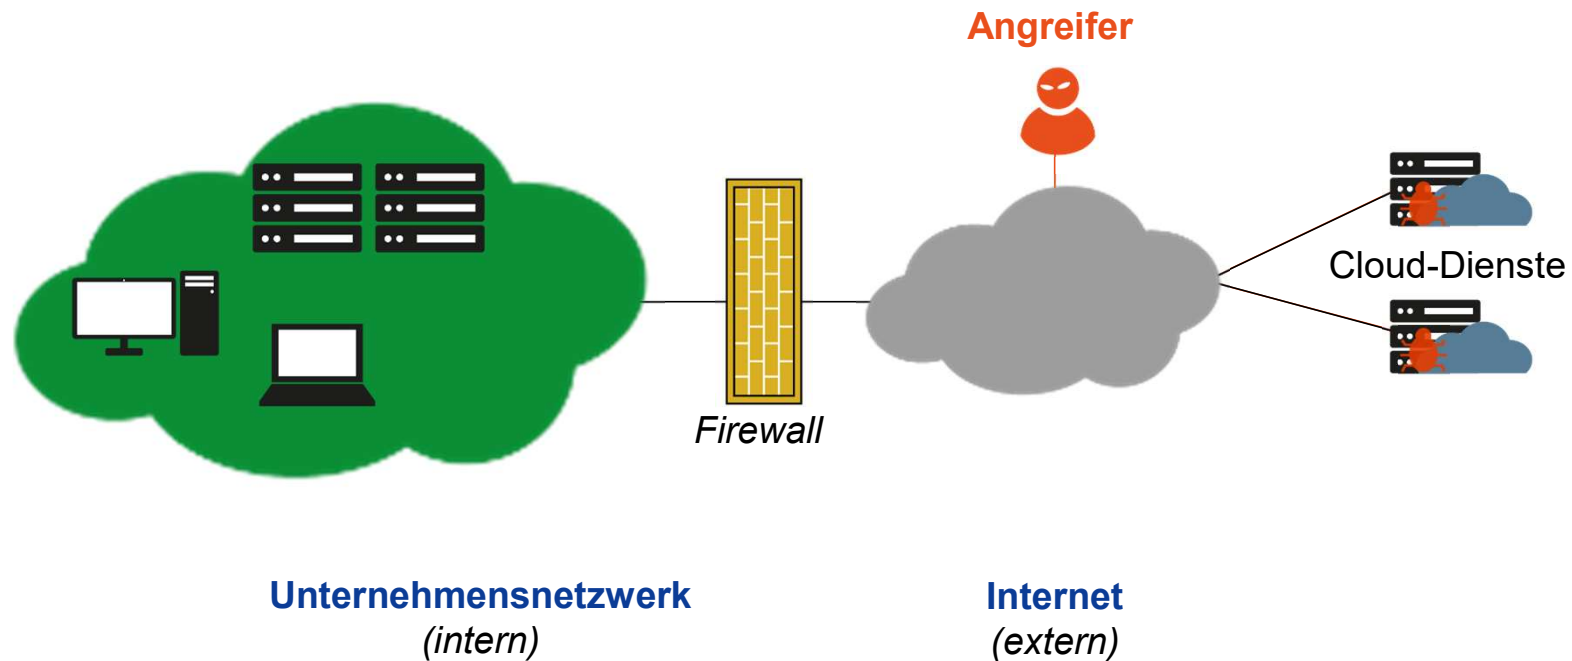 Angreifer
Cloud-Dienste
Firewall
Unternehmensnetzwerk
(intern)
Internet
(extern)